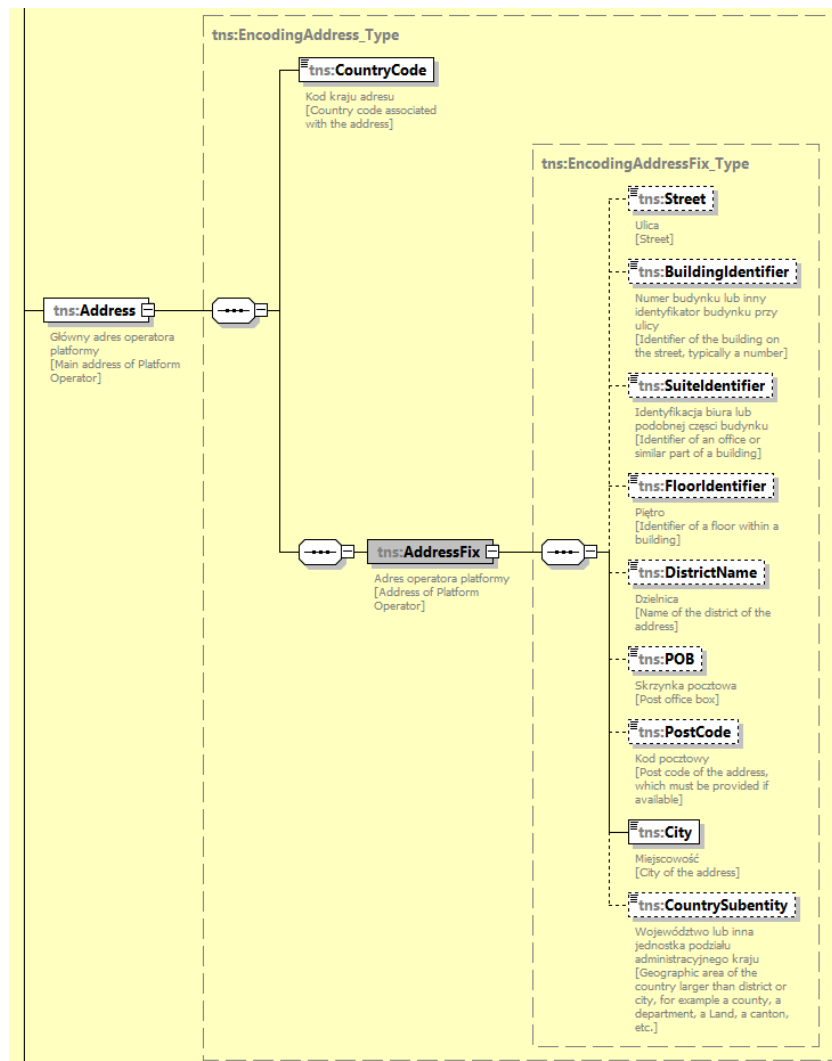 tns:EncodingAddress_Type
tns:CountryCode
Kod kraju adresu
[Country code associated
with the address]
tns:EncodingAddressFix_Type
tns:Street
Ulica
[Street]
tns:BuildingIdentifier
Numer budynku lub inny
identyfikator budynku przy
ulicy
[Identifier of the building on
the street, typically a number]
tns:Address
Główny adres operatora
platformy
[Main address of Platform
Operator]
tns:SuiteIdentifier
Identyfikacja biura lub
podobnej częsci budynku
[Identifier of an office or
similar part of a building]
tns:FloorIdentifier
Piętro
[Identifier of a floor within a
building]
tns:AddressFix
Adres operatora platformy
[Address of Platform
Operator]
tns:DistrictName
Dzielnica
[Name of the district of the
address]
tns:POB
Skrzynka pocztowa
[Post office box]
tns:PostCode
Kod pocztowy
[Post code of the address,
which must be provided if
available]
tns:City
Miejscowość
[City of the address]
tns:CountrySubentity
Województwo lub inna
jednostka podziału
administracyjnego kraju
[Geographic area of the
country larger than district or
city, for example a county, a
department, a Land, a canton,
etc.]